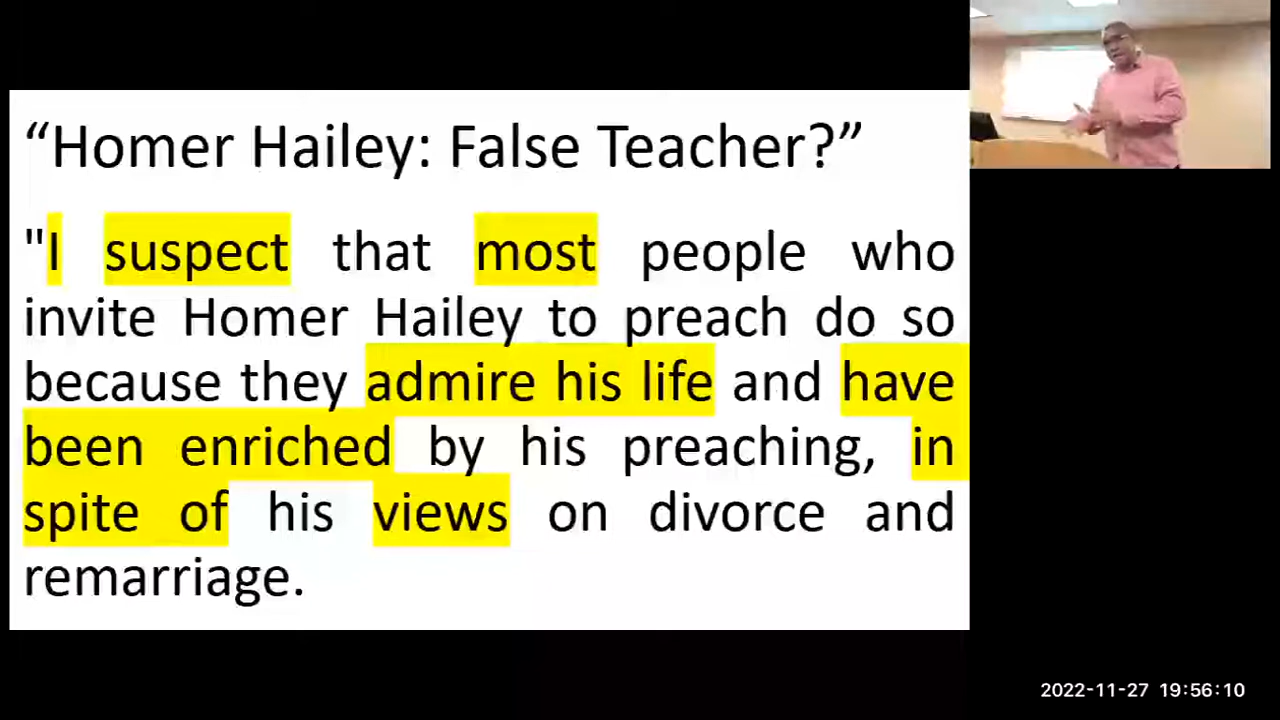 “Homer Hailey: False Teacher?”
"I suspect that most people who
invite Homer Hailey to preach do so
because they admire his life and have
been enriched by his preaching, in
spite of his views on divorce and
remarriage.
2022-11-27 19:56:10